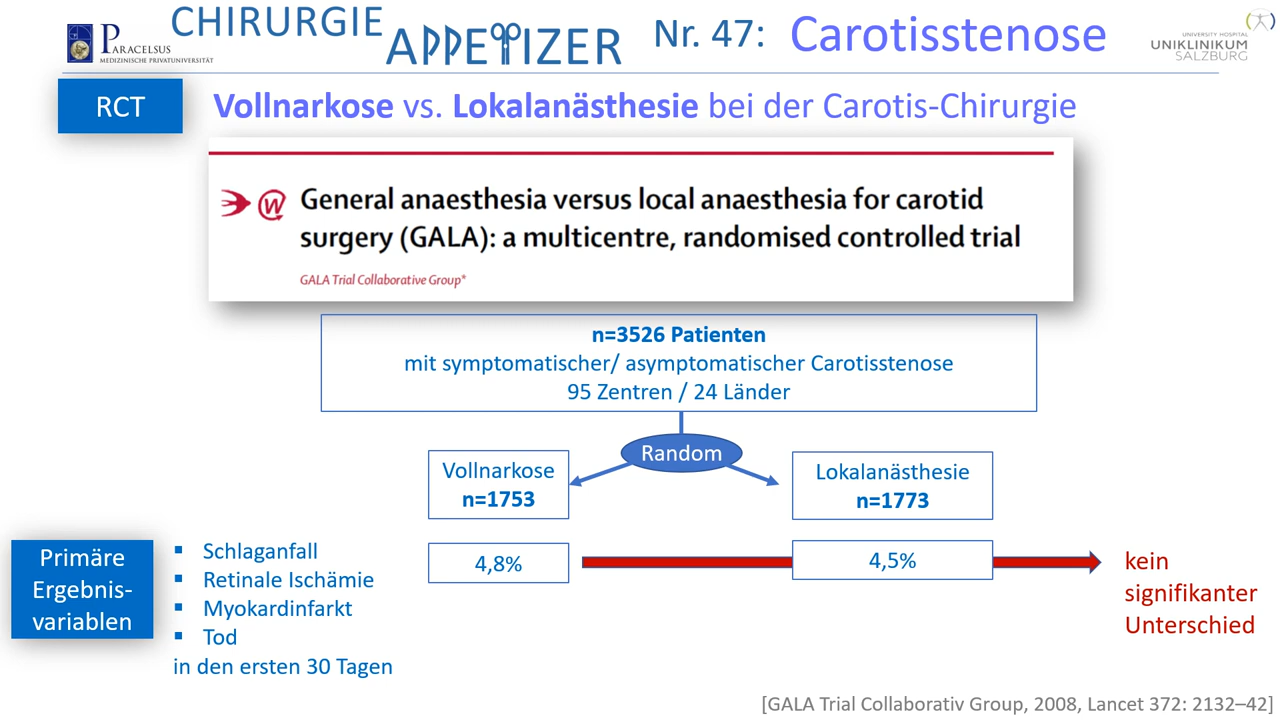 PARACELSUS
MEDIZINISCHE PRIVATUNIVERSITÄT
CHIRURGIE
APPETIZER
Nr. 47: Carotisstenose
UNIVERSITY HOSPITAL
UNIKLINIKUM
SALZBURG
RCT
Vollnarkose vs. Lokalanästhesie bei der Carotis-Chirurgie
General anaesthesia versus local anaesthesia for carotid
surgery (GALA): a multicentre, randomised controlled trial
GALA Trial Collaborative Group*
n=3526 Patienten
mit symptomatischer/ asymptomatischer Carotisstenose
95 Zentren / 24 Länder
Random
Vollnarkose
n=1753
Lokalanästhesie
n=1773
Primäre
Ergebnis-
variablen
▪ Schlaganfall
▪ Retinale Ischämie
▪ Myokardinfarkt
▪ Tod
in den ersten 30 Tagen
4,8%
4,5%
kein
signifikanter
Unterschied
[GALA Trial Collaborativ Group, 2008, Lancet 372: 2132–42]